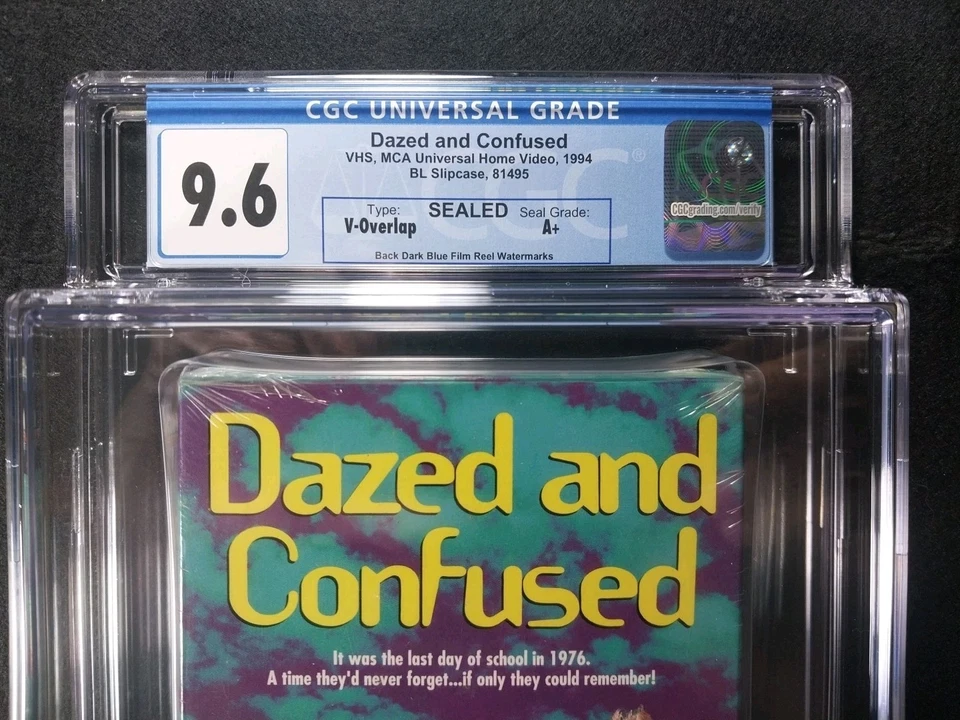 CGC UNIVERSAL GRADE
9.6
Dazed and Confused
VHS, MCA Universal Home Video, 1994
BL Slipcase, 81495
CGC®
Type: SEALED Seal Grade:
V-Overlap A+
Back Dark Blue Film Reel Watermarks
CGCgrading.com/verify
Dazed and
Confused
It was the last day of school in 1976.
A time they'd never forget...if only they could remember!